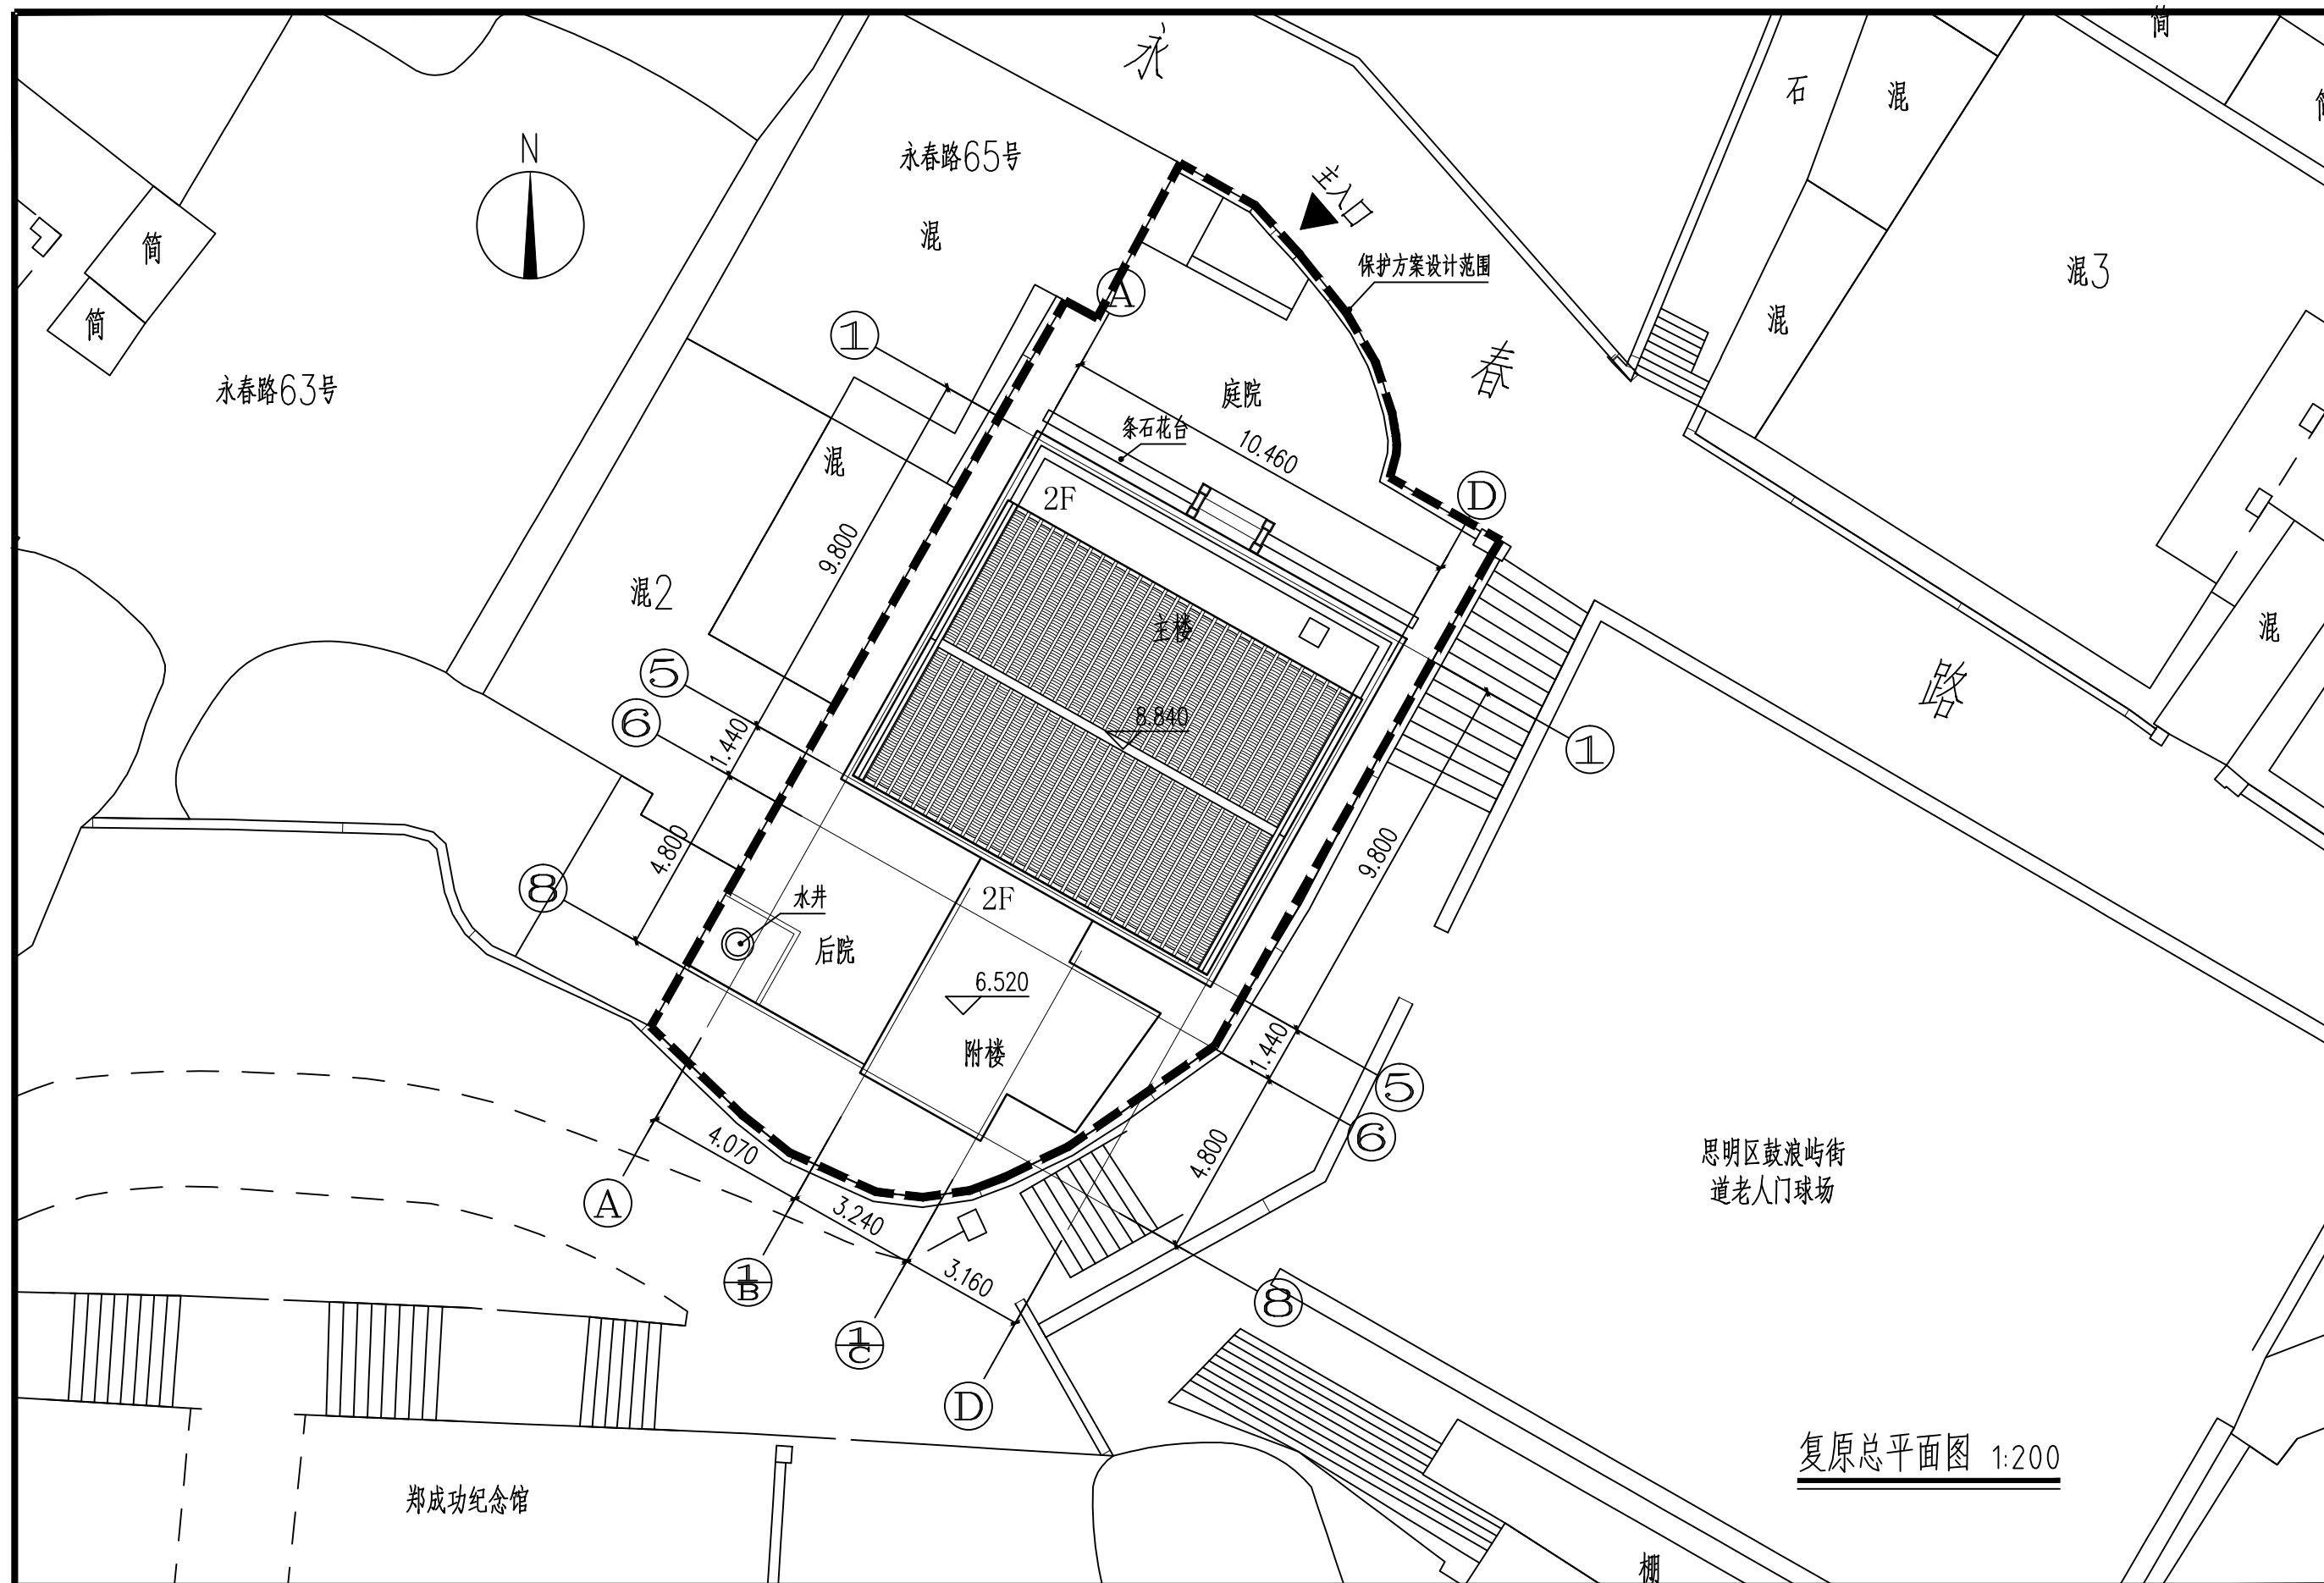 简
永
石
混
简
N
永春路65号
主入口
简
混
保护方案设计范围
混3
A
简
1
混
永春路63号
庭院
春
条石花台
10.460
混
2F
D
9.800
混2
主楼
混
5
路
6
8.840
1.440
1
4.800
9.800
8
水井
2F
后院
6.520
1.440
附楼
5
4.070
6
4.800
思明区鼓浪屿街
道老人门球场
A
3.240
1
B
3.160
8
1
C
D
复原总平面图 1:200
郑成功纪念馆
棚